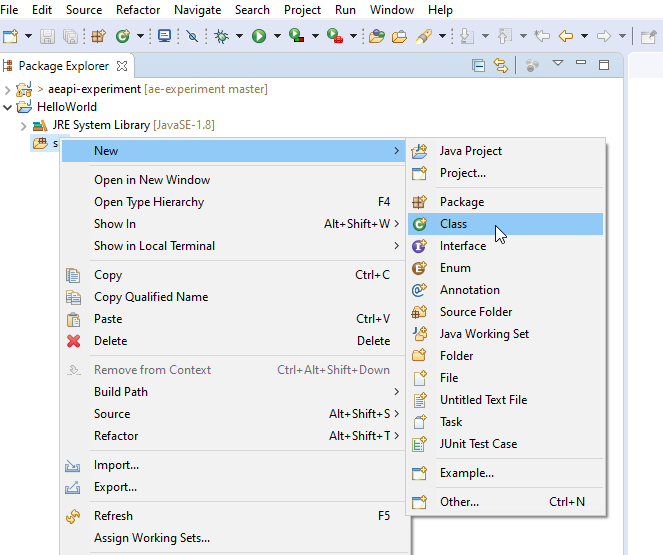 File Edit Source Refactor Navigate Search Project Run Window Help
Package Explorer
> aeapi-experiment [ae-experiment master]
HelloWorld
JRE System Library [JavaSE-1.8]
s
New
Open in New Window
Open Type Hierarchy F4
Show In Alt+Shift+W
Show in Local Terminal
Copy Ctrl+C
Copy Qualified Name
Paste Ctrl+V
Delete Delete
Remove from Context Ctrl+Alt+Shift+Down
Build Path
Source Alt+Shift+S
Refactor Alt+Shift+T
Import...
Export...
Refresh F5
Assign Working Sets...
Java Project
Project...
Package
Class
Interface
Enum
Annotation
Source Folder
Java Working Set
Folder
File
Untitled Text File
Task
JUnit Test Case
Example...
Other... Ctrl+N